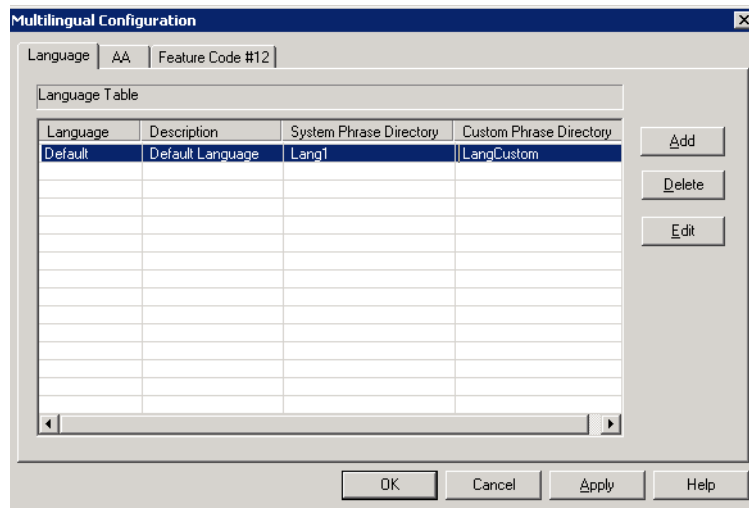 Multilingual Configuration
Language AA Feature Code #12
Language Table
Language Description System Phrase Directory Custom Phrase Directory
Default Default Language Lang1 LangCustom
Add
Delete
Edit
OK Cancel Apply Help